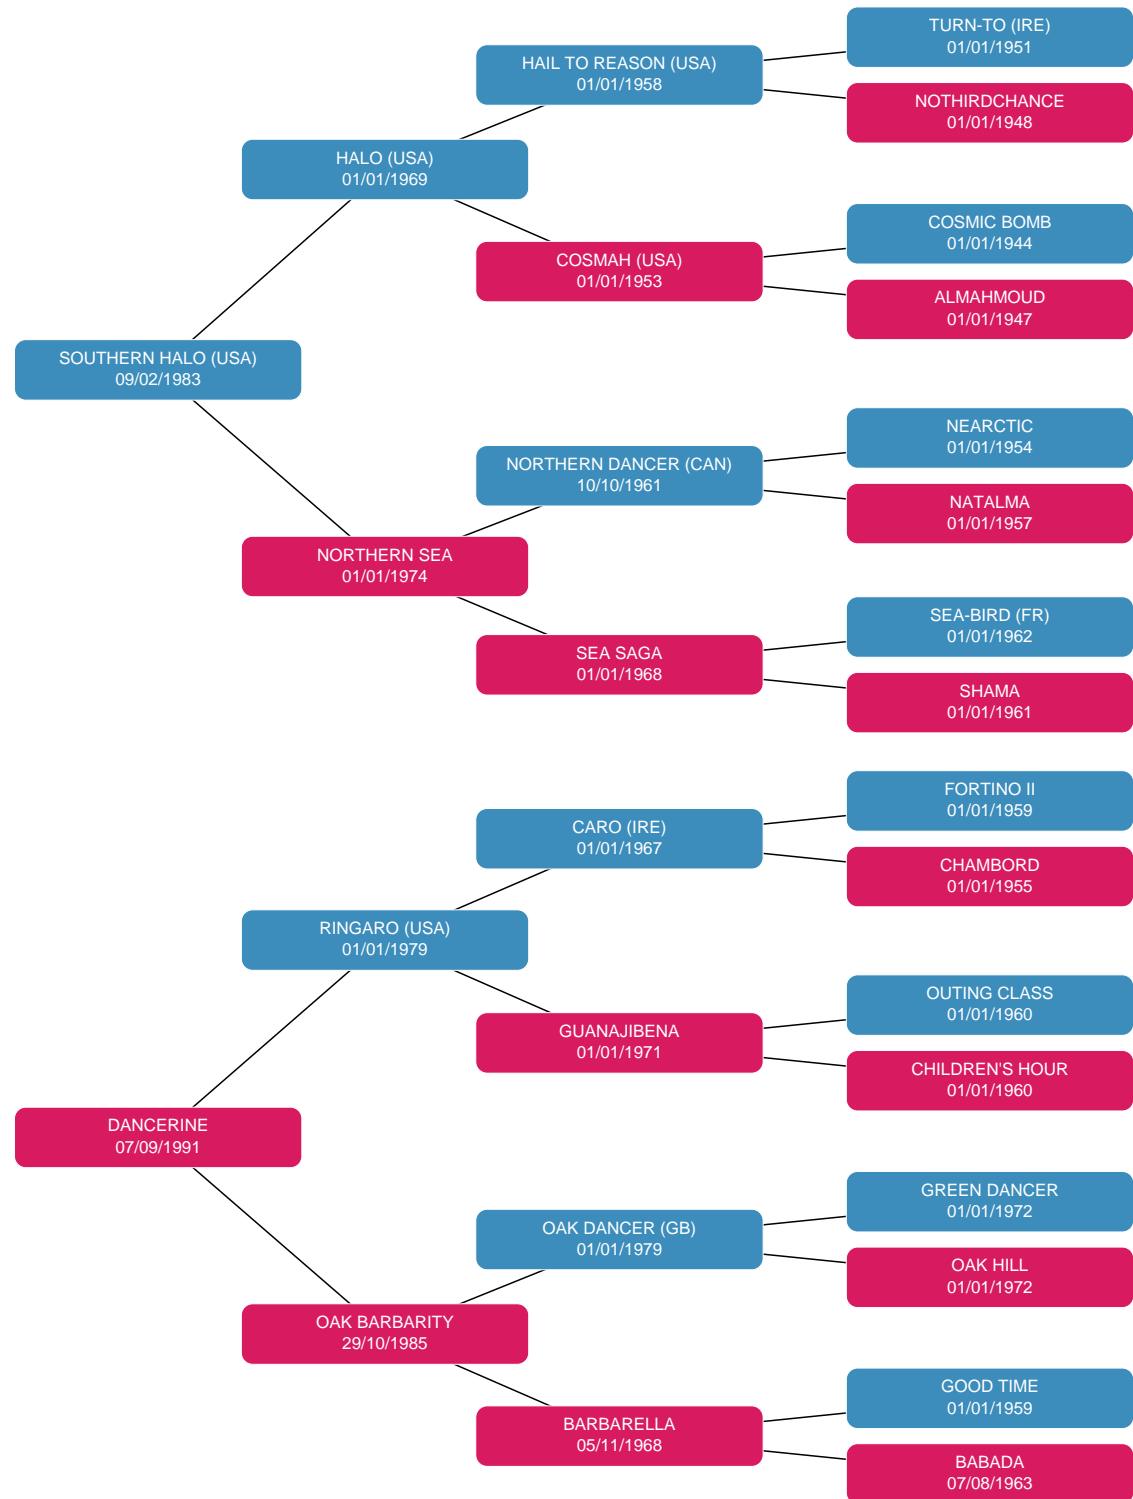 TURN-TO (IRE)
01/01/1951
HAIL TO REASON (USA)
01/01/1958
NOTHIRDCHANCE
01/01/1948
HALO (USA)
01/01/1969
COSMIC BOMB
01/01/1944
COSMAH (USA)
01/01/1953
ALMAHMOUD
01/01/1947
SOUTHERN HALO (USA)
09/02/1983
NEARCTIC
01/01/1954
NORTHERN DANCER (CAN)
10/10/1961
NATALMA
01/01/1957
NORTHERN SEA
01/01/1974
SEA-BIRD (FR)
01/01/1962
SEA SAGA
01/01/1968
SHAMA
01/01/1961
FORTINO II
01/01/1959
CARO (IRE)
01/01/1967
CHAMBORD
01/01/1955
RINGARO (USA)
01/01/1979
OUTING CLASS
01/01/1960
GUANAJIBENA
01/01/1971
CHILDREN'S HOUR
01/01/1960
DANCERINE
07/09/1991
GREEN DANCER
01/01/1972
OAK DANCER (GB)
01/01/1979
OAK HILL
01/01/1972
OAK BARBARITY
29/10/1985
GOOD TIME
01/01/1959
BARBARELLA
05/11/1968
BABADA
07/08/1963